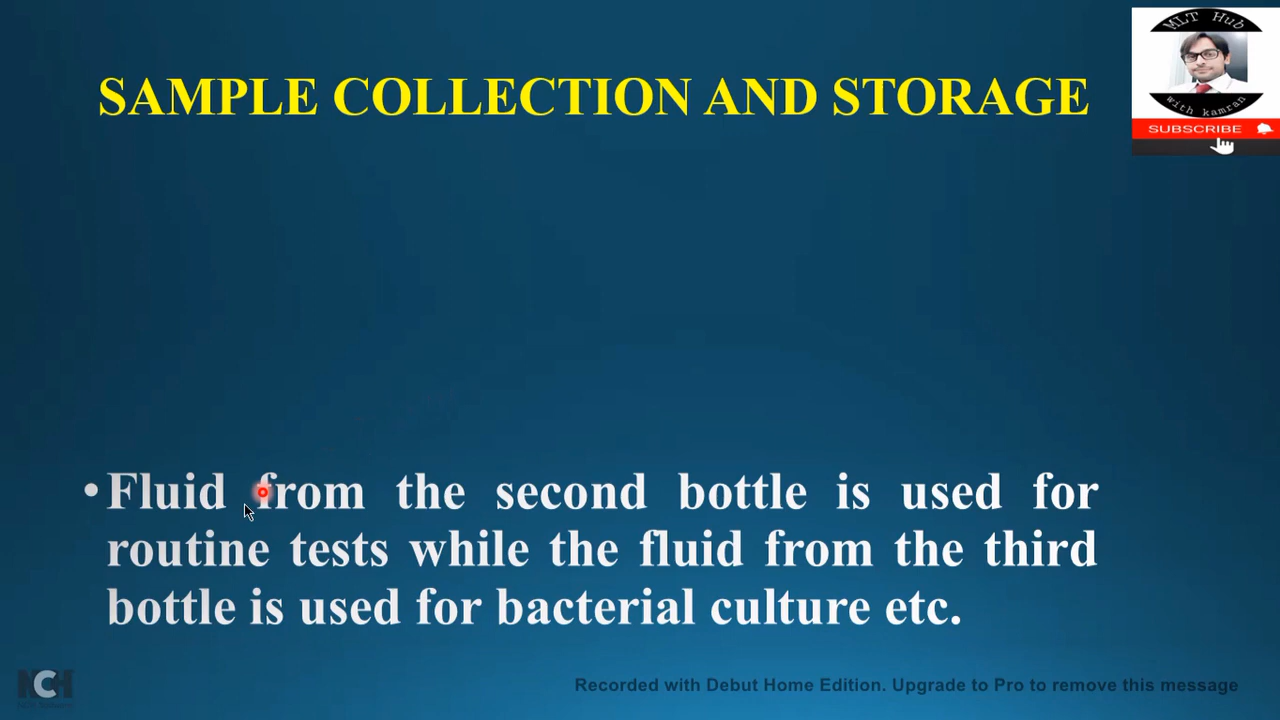 MLT Hub
with kamran
SUBSCRIBE
SAMPLE COLLECTION AND STORAGE
•Fluid from the second bottle is used for
routine tests while the fluid from the third
bottle is used for bacterial culture etc.
NCH
Recorded with Debut Home Edition. Upgrade to Pro to remove this message